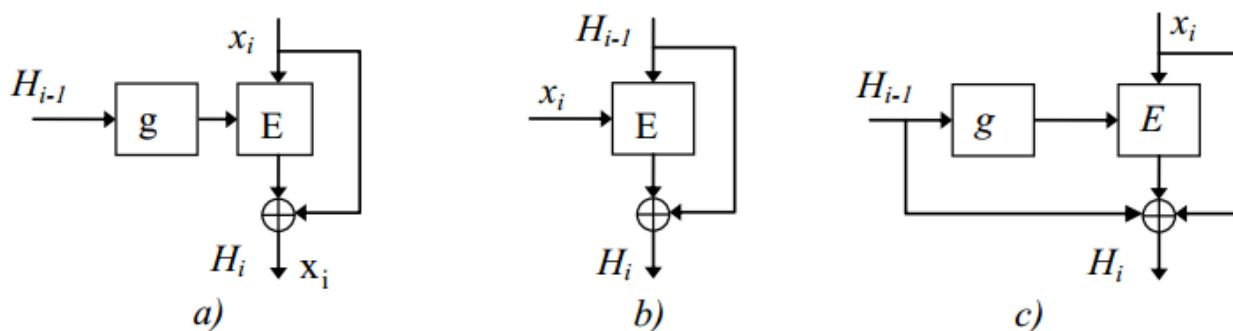 x_i
H_{i-1}
g
E
H_i
x_i
a)
H_{i-1}
x_i
E
H_i
b)
x_i
H_{i-1}
g
E
H_i
c)